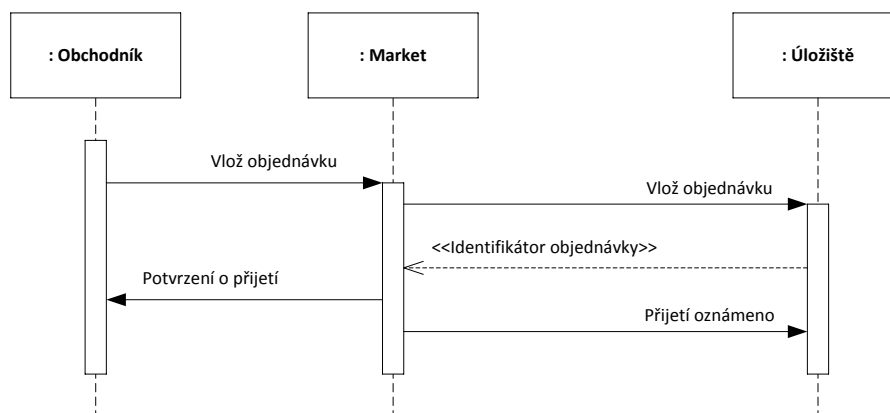 : Obchodník
: Market
: Úložiště
Vlož objednávku
Vlož objednávku
<<Identifikátor objednávky>>
Potvrzení o přijetí
Přijetí oznámeno